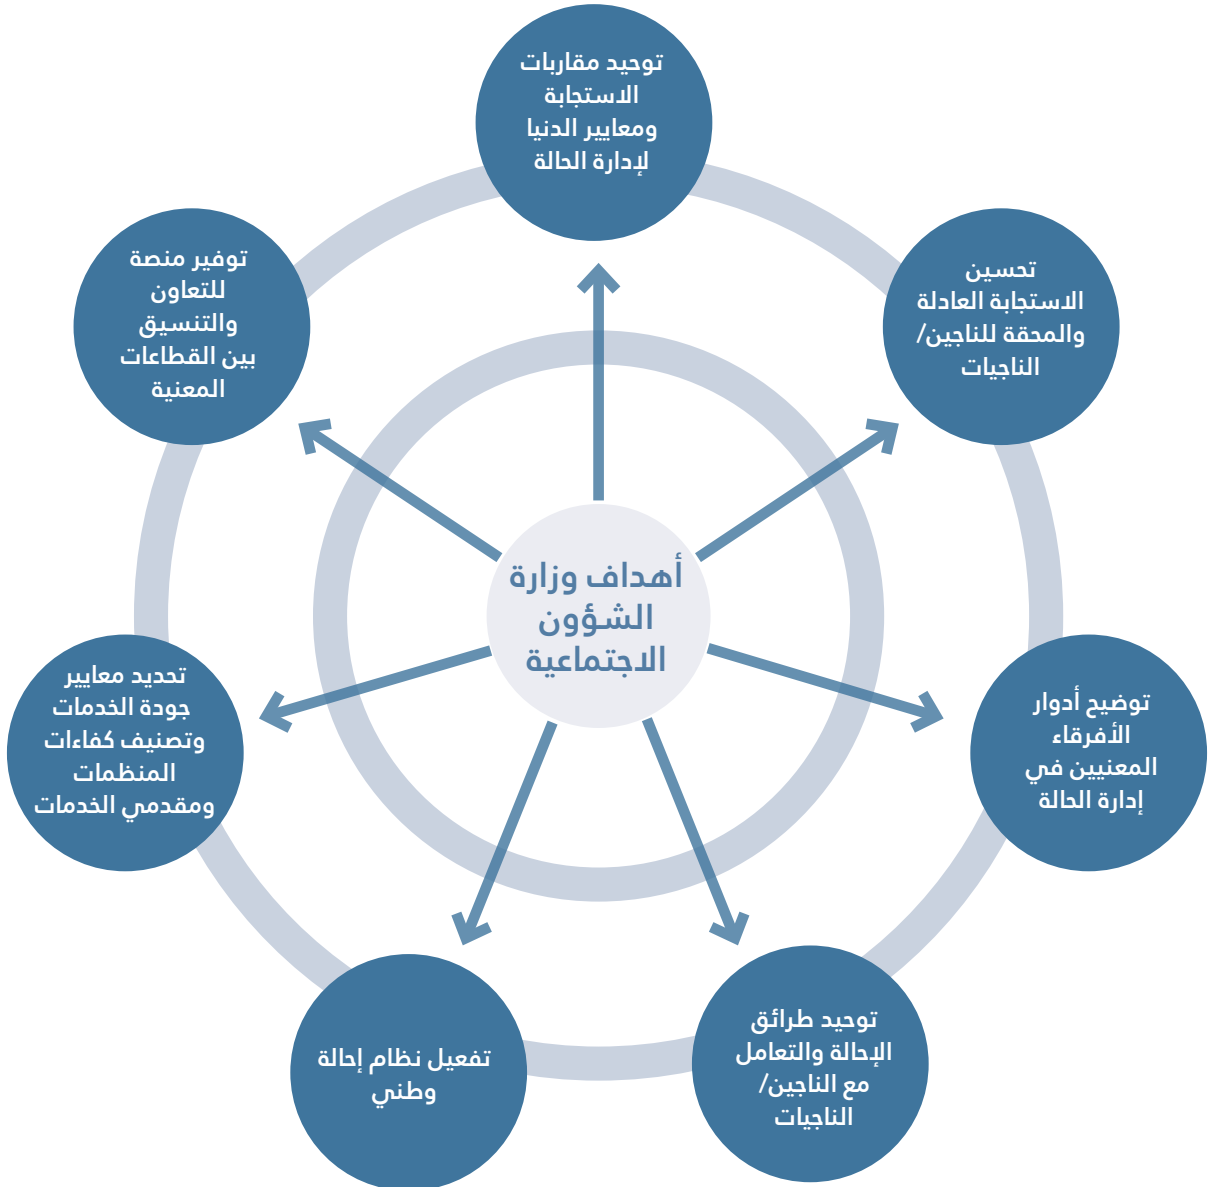 توحيد مقاربات
الاستجابة
ومعايير الدنيا
لإدارة الحالة
تحسين
الاستجابة العادلة
والمحقة للناجين/
الناجيات
توضيح أدوار
الأفرقاء
المعنيين في
إدارة الحالة
توحيد طرائق
الإحالة والتعامل
مع الناجين/
الناجيات
تفعيل نظام إحالة
وطني
تحديد معايير
جودة الخدمات
وتصنيف كفاءات
المنظمات
ومقدمي الخدمات
توفير منصة
للتعاون
والتنسيق
بين القطاعات
المعنية
أهداف وزارة
الشؤون
الاجتماعية